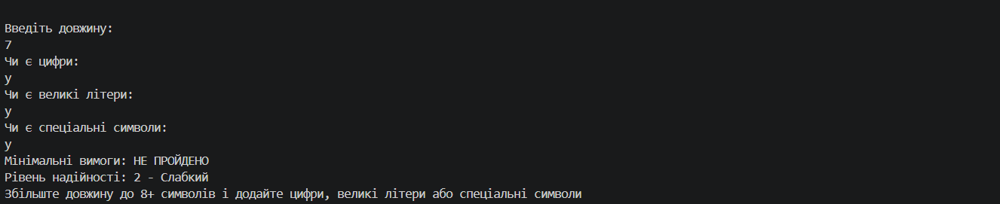 Введіть довжину:
7
Чи є цифри:
y
Чи є великі літери:
y
Чи є спеціальні символи:
y
Мінімальні вимоги: НЕ ПРОЙДЕНО
Рівень надійності: 2 - Слабкий
Збільште довжину до 8+ символів і додайте цифри, великі літери або спеціальні символи